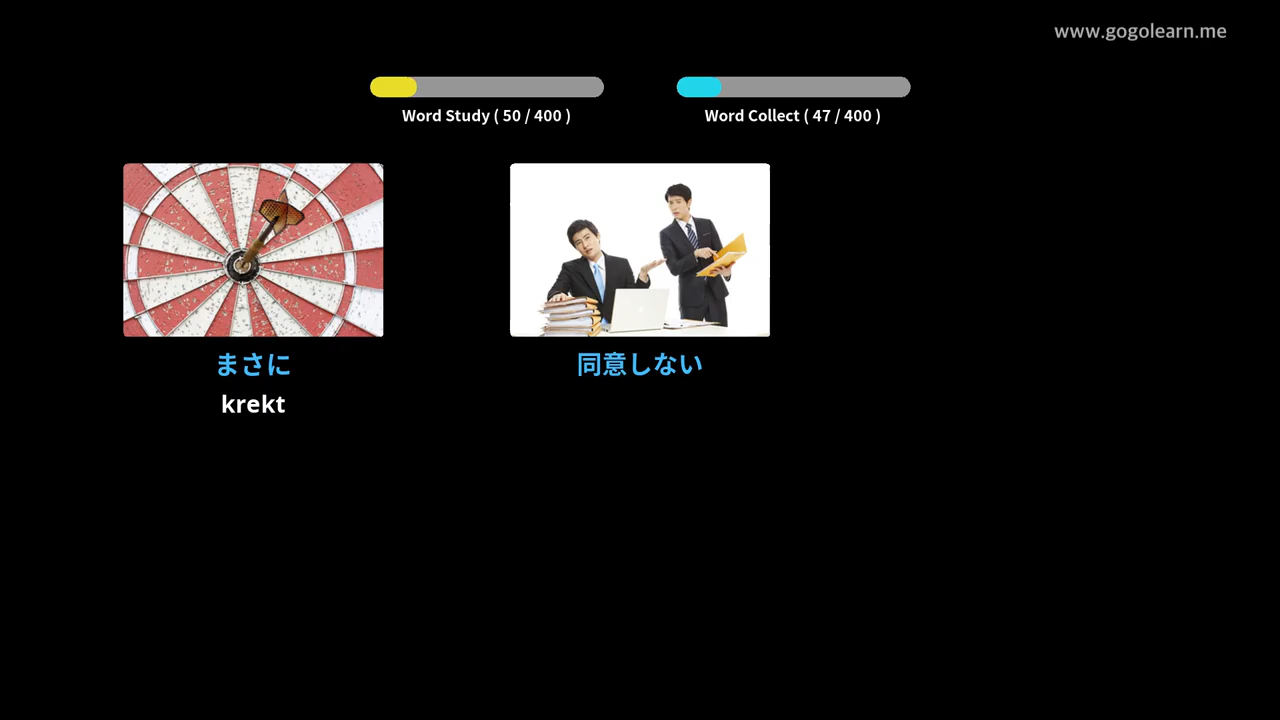 www.gogolearn.me
Word Study ( 50 / 400 )
Word Collect ( 47 / 400 )
まさに
krekt
同意しない